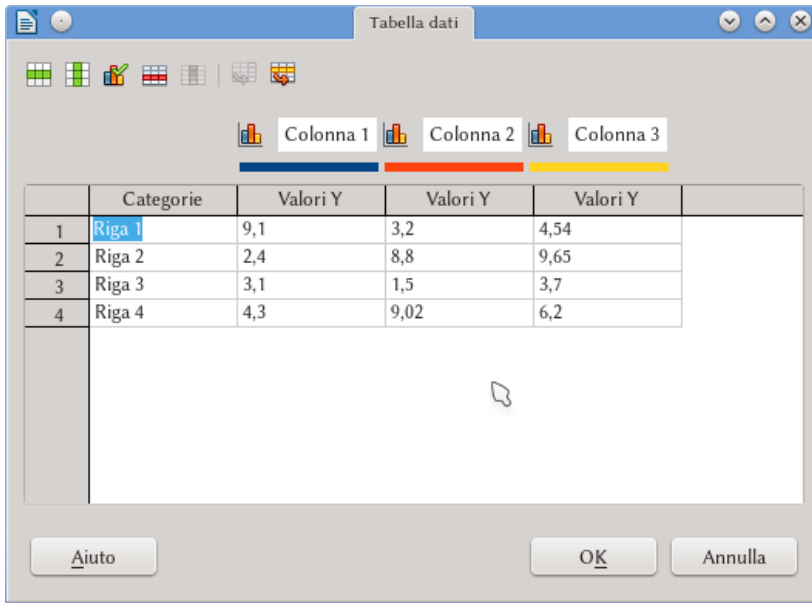 Tabella dati
Colonna 1 Colonna 2 Colonna 3
Categorie Valori Y Valori Y Valori Y
1 Riga 1 9,1 3,2 4,54
2 Riga 2 2,4 8,8 9,65
3 Riga 3 3,1 1,5 3,7
4 Riga 4 4,3 9,02 6,2
Aiuto OK Annulla